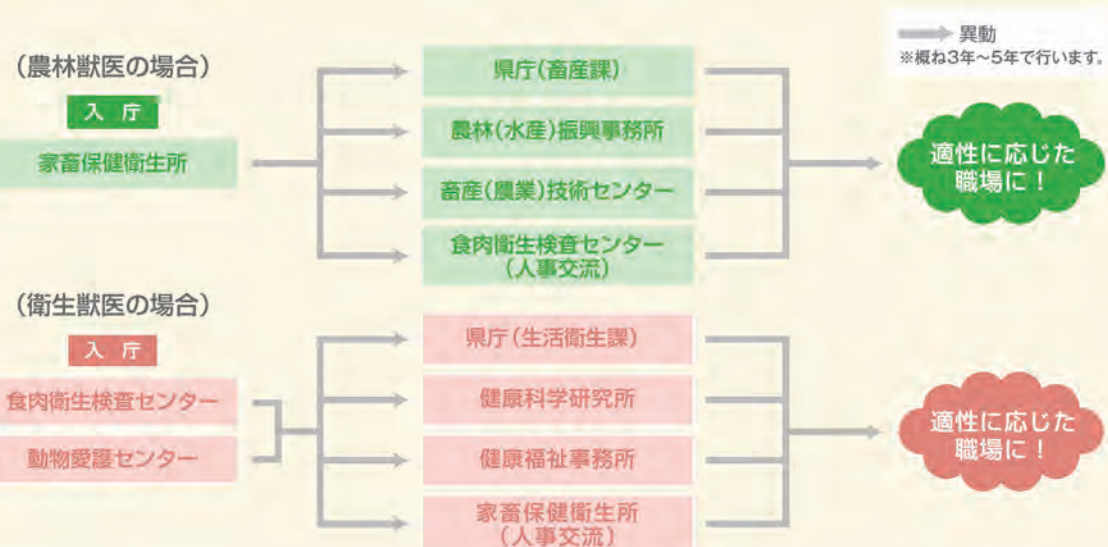 異動
※概ね3年〜5年で行います。
(農林獣医の場合)
入 庁
家畜保健衛生所
県庁(畜産課)
農林(水産)振興事務所
畜産(農業)技術センター
食肉衛生検査センター
(人事交流)
適性に応じた
職場に!
(衛生獣医の場合)
入 庁
食肉衛生検査センター
動物愛護センター
県庁(生活衛生課)
健康科学研究所
健康福祉事務所
家畜保健衛生所
(人事交流)
適性に応じた
職場に!